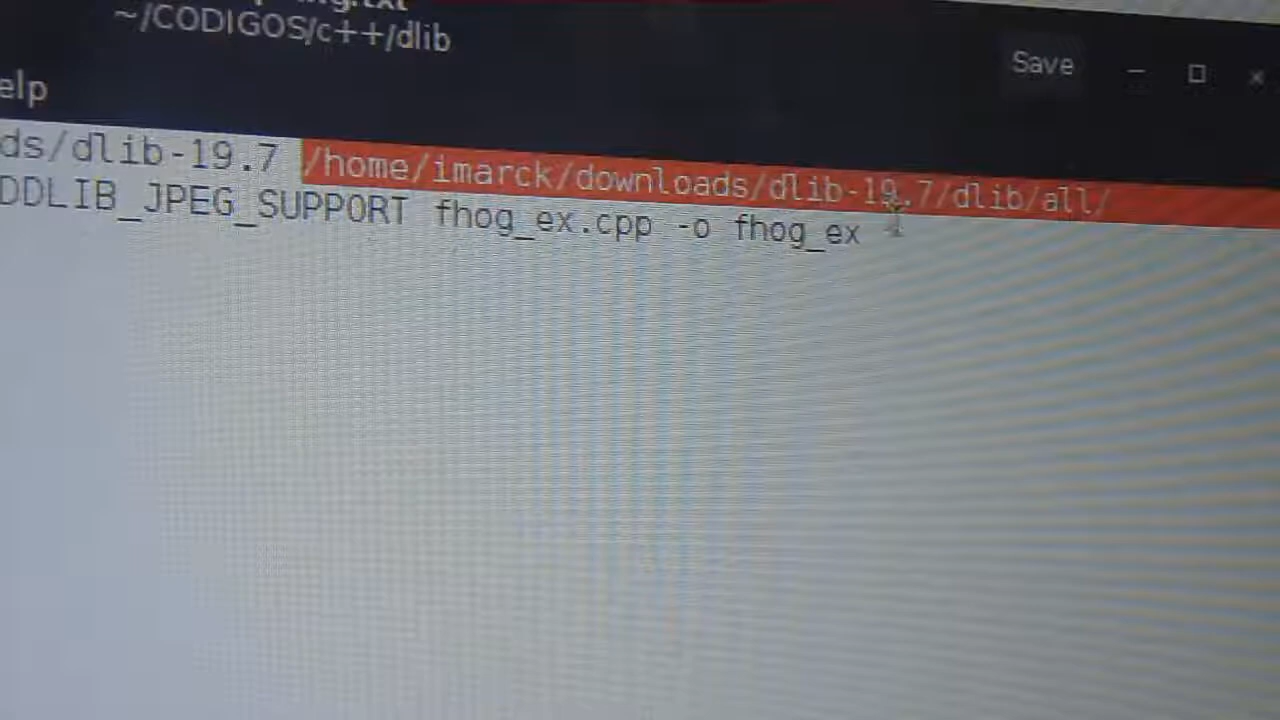 ~/CODIGOS/c++/dlib
Save
elp
ds/dlib-19.7 /home/imarck/downloads/dlib-19.7/dlib/all/
DDLIB_JPEG_SUPPORT fhog_ex.cpp -o fhog_ex